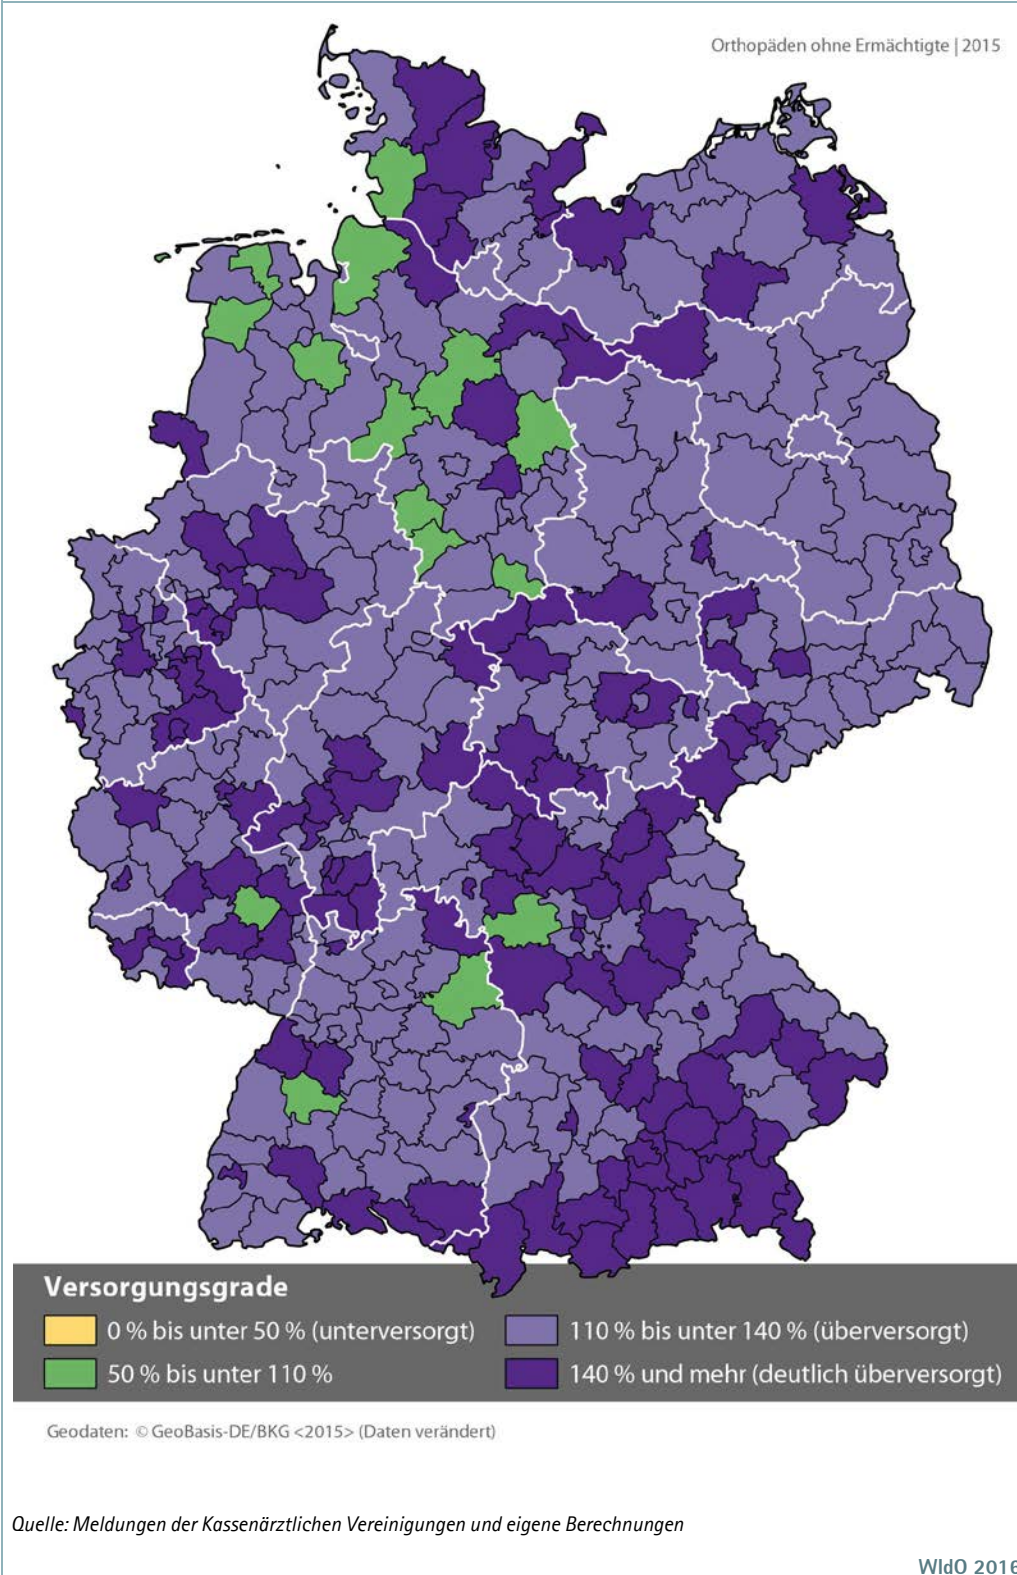 Orthopäden ohne Ermächtigte | 2015
Versorgungsgrade
0 % bis unter 50 % (unterversorgt)
110 % bis unter 140 % (überversorgt)
50 % bis unter 110 %
140 % und mehr (deutlich überversorgt)
Geodaten: © GeoBasis-DE/BKG <2015> (Daten verändert)
Quelle: Meldungen der Kassenärztlichen Vereinigungen und eigene Berechnungen
WIdO 2016